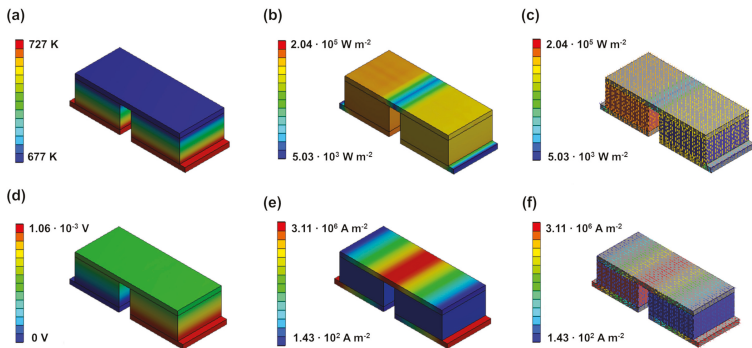 (a)
727 K
677 K
(b)
2.04 · 10⁵ W m⁻²
5.03 · 10³ W m⁻²
(c)
2.04 · 10⁵ W m⁻²
5.03 · 10³ W m⁻²
(d)
1.06 · 10⁻³ V
0 V
(e)
3.11 · 10⁶ A m⁻²
1.43 · 10² A m⁻²
(f)
3.11 · 10⁶ A m⁻²
1.43 · 10² A m⁻²